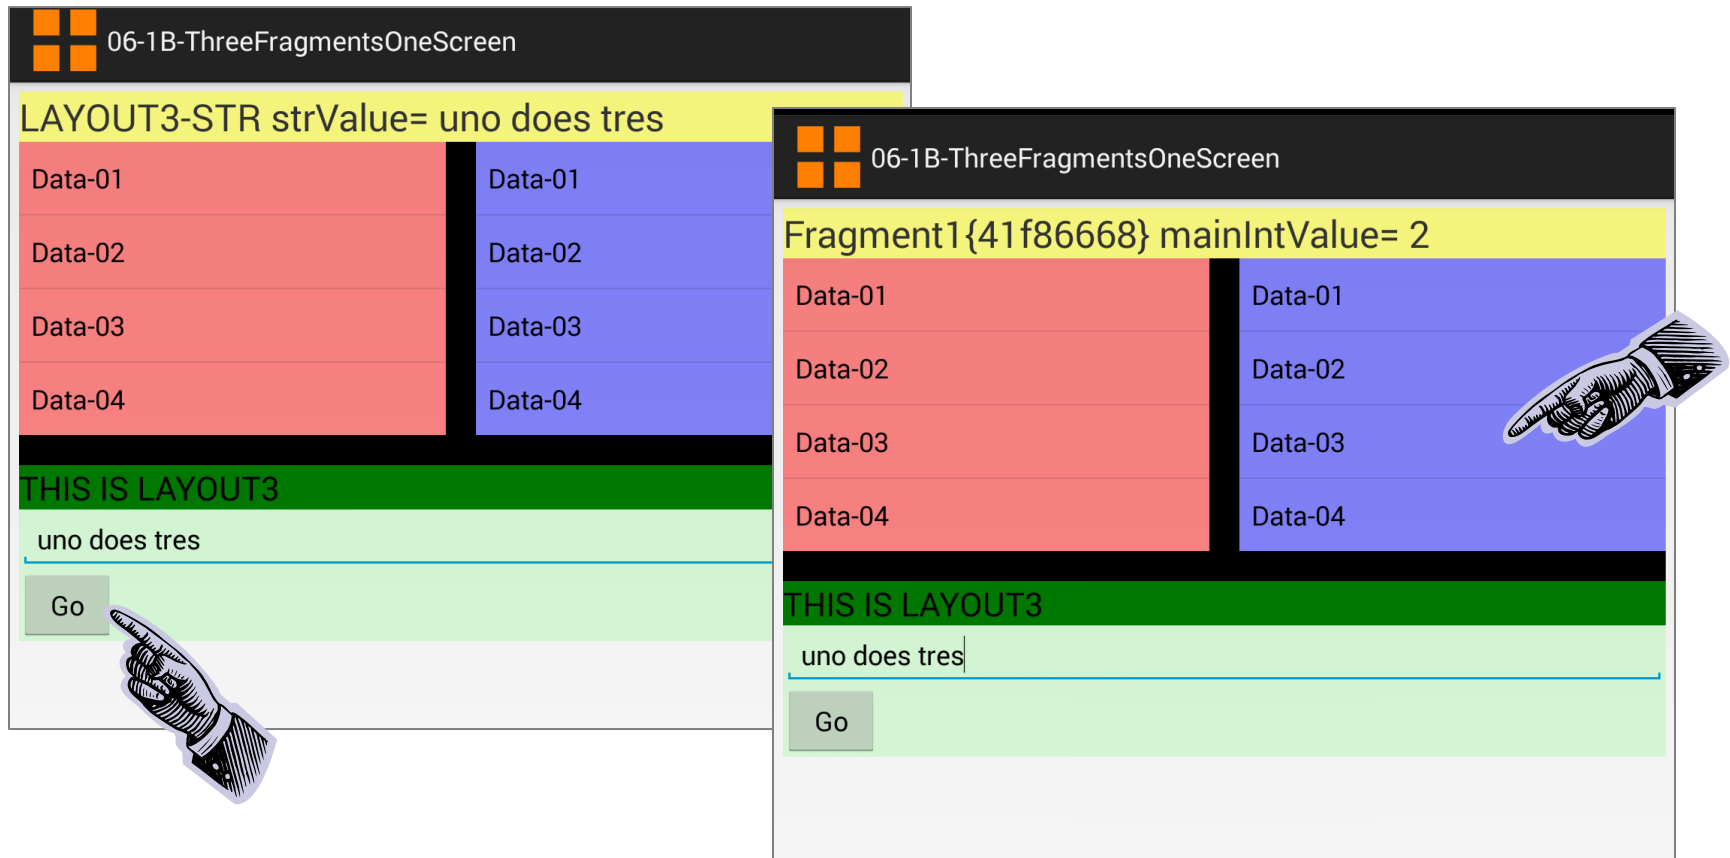 06-1B-ThreeFragmentsOneScreen
LAYOUT3-STR strValue= uno does tres
Data-01 Data-01
Data-02 Data-02
Data-03 Data-03
Data-04 Data-04
THIS IS LAYOUT3
uno does tres
Go
06-1B-ThreeFragmentsOneScreen
Fragment1{41f86668} mainIntValue= 2
Data-01 Data-01
Data-02 Data-02
Data-03 Data-03
Data-04 Data-04
THIS IS LAYOUT3
uno does tres
Go